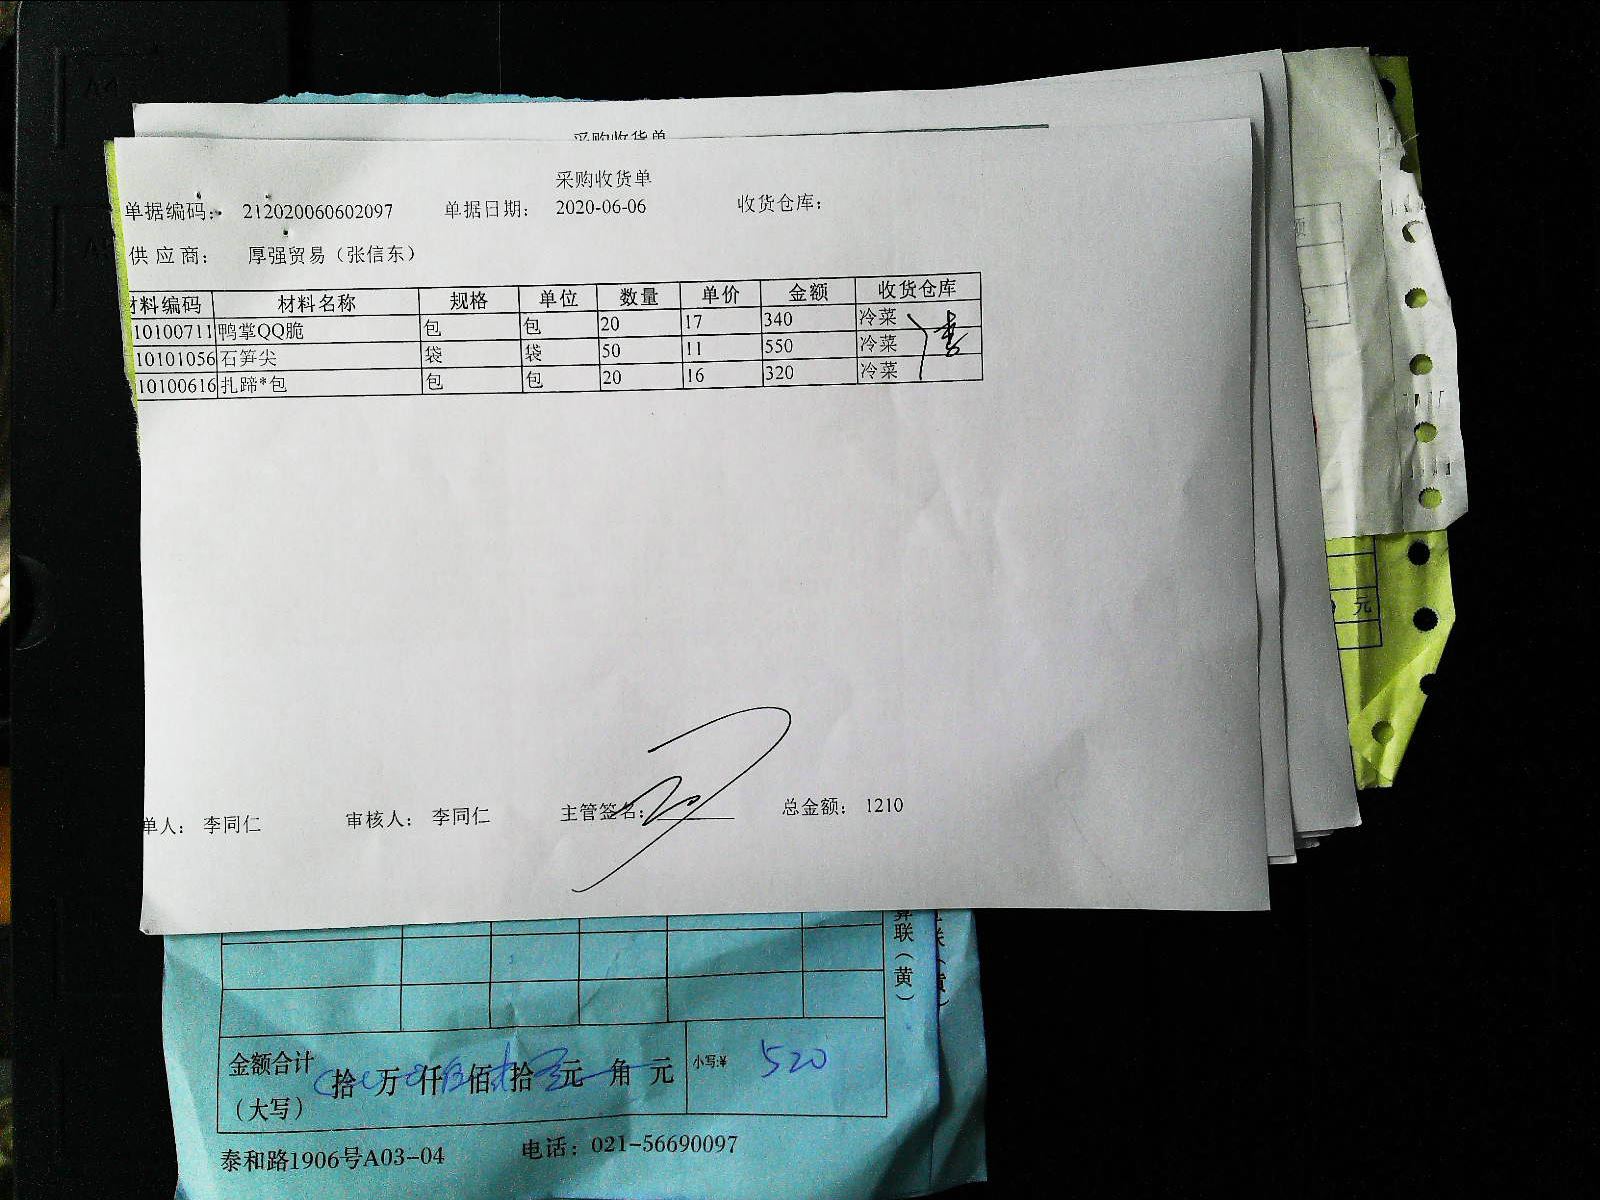 采购收货单
采购收货单
单据编码： 212020060602097 单据日期： 2020-06-06 收货仓库：
供 应 商： 厚强贸易（张信东）
材料编码 材料名称 规格 单位 数量 单价 金额 收货仓库
10100711 鸭掌QQ脆 包 包 20 17 340 冷菜
10101056 石笋尖 袋 袋 50 11 550 冷菜
10100616 扎蹄*包 包 包 20 16 320 冷菜
单人： 李同仁 审核人： 李同仁 主管签名： 总金额： 1210
元
联（黄）
金额合计（大写） 拾 万 仟 佰 拾 元 角 元 小写:¥ 520
泰和路1906号A03-04 电话：021-56690097